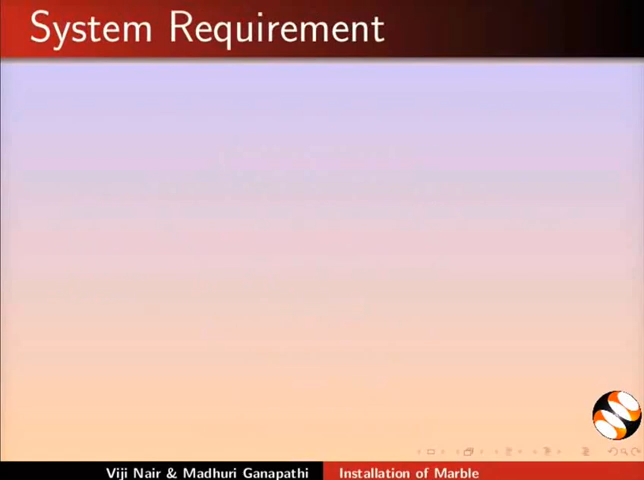 System Requirement
Viji Nair & Madhuri Ganapathi
Installation of Marble